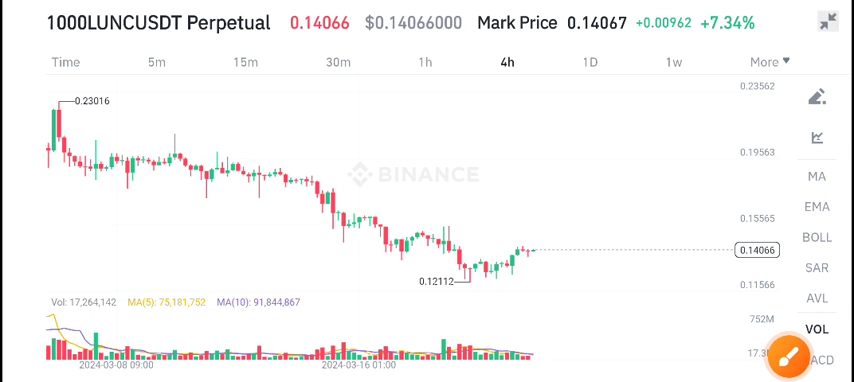 1000LUNCUSDT Perpetual 0.14066 $0.14066000 Mark Price 0.14067 +0.00962 +7.34%
Time 5m 15m 30m 1h 4h 1D 1w More
0.23562
0.23016
0.19563
BINANCE
MA
EMA
0.15565
BOLL
0.14066
SAR
0.12112
0.11566
AVL
Vol: 17,264,142 MA(5): 75,181,752 MA(10): 91,844,867
752M
VOL
17.3
ACD
2024-03-08 09:00 2024-03-16 01:00